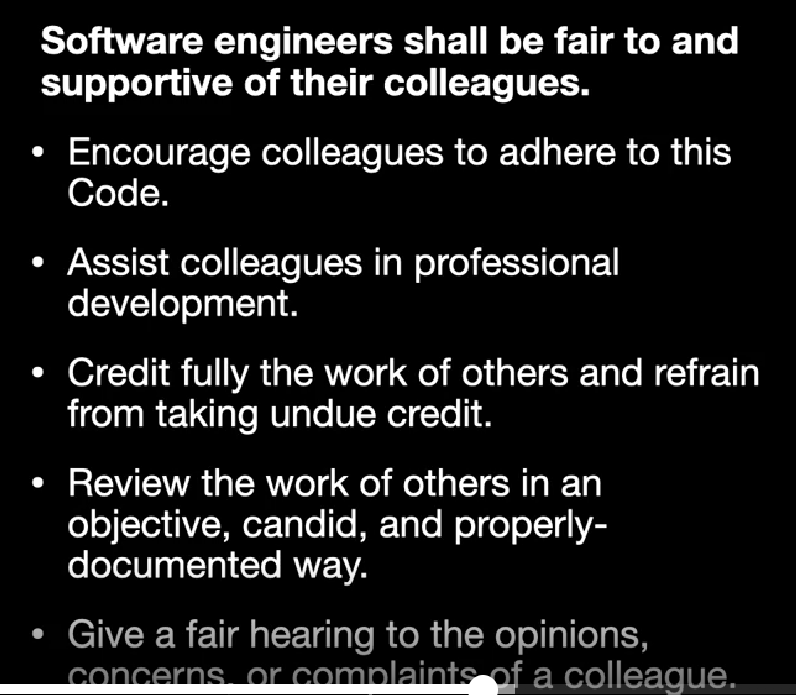 Software engineers shall be fair to and
supportive of their colleagues.
• Encourage colleagues to adhere to this
Code.
• Assist colleagues in professional
development.
• Credit fully the work of others and refrain
from taking undue credit.
• Review the work of others in an
objective, candid, and properly-
documented way.
• Give a fair hearing to the opinions,
concerns, or complaints of a colleague.